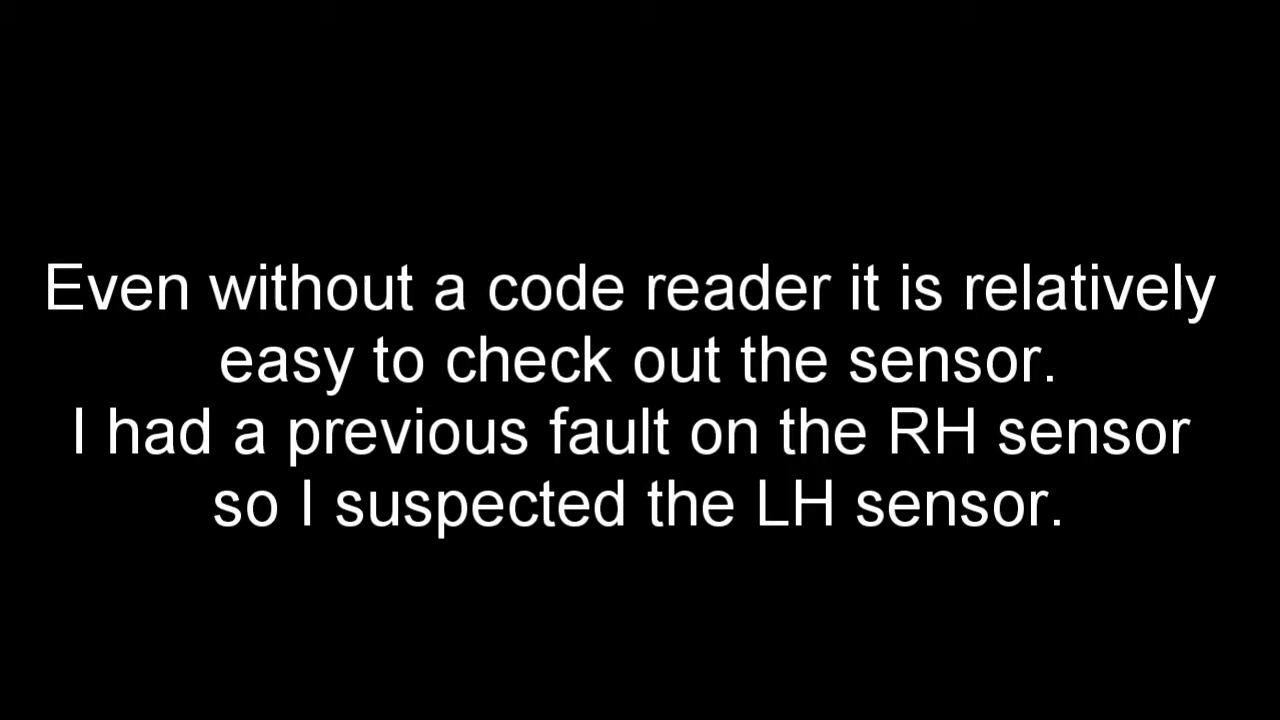 Even without a code reader it is relatively
easy to check out the sensor.
I had a previous fault on the RH sensor
so I suspected the LH sensor.